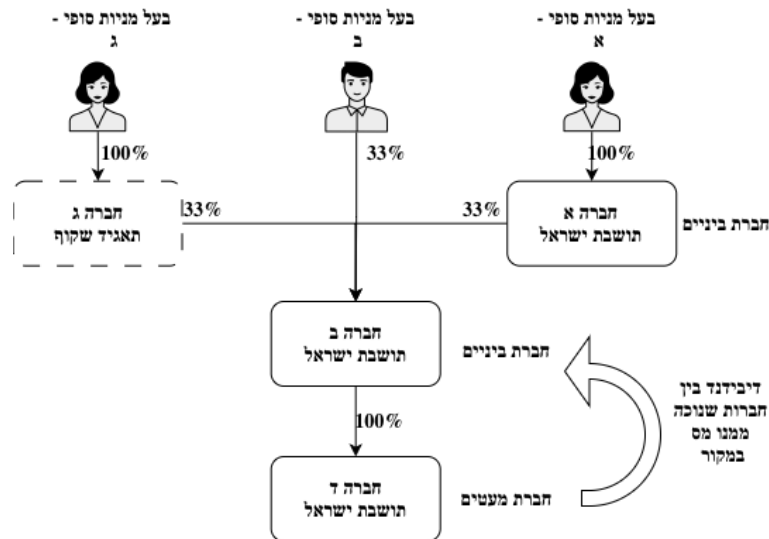 בעל מניות סופי -
א
בעל מניות סופי -
ב
בעל מניות סופי -
ג
100%
33%
100%
חברה א
תושבת ישראל
חברת ביניים
33%
33%
חברה ג
תאגיד שקוף
חברה ב
תושבת ישראל
חברת ביניים
דיבידנד בין
חברות שנוכה
ממנו מס
במקור
100%
חברה ד
תושבת ישראל
חברת מעטים